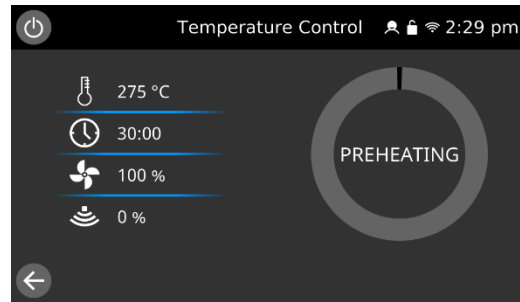 Temperature Control 2:29 pm
275 °C
30:00
100 %
0 %
PREHEATING